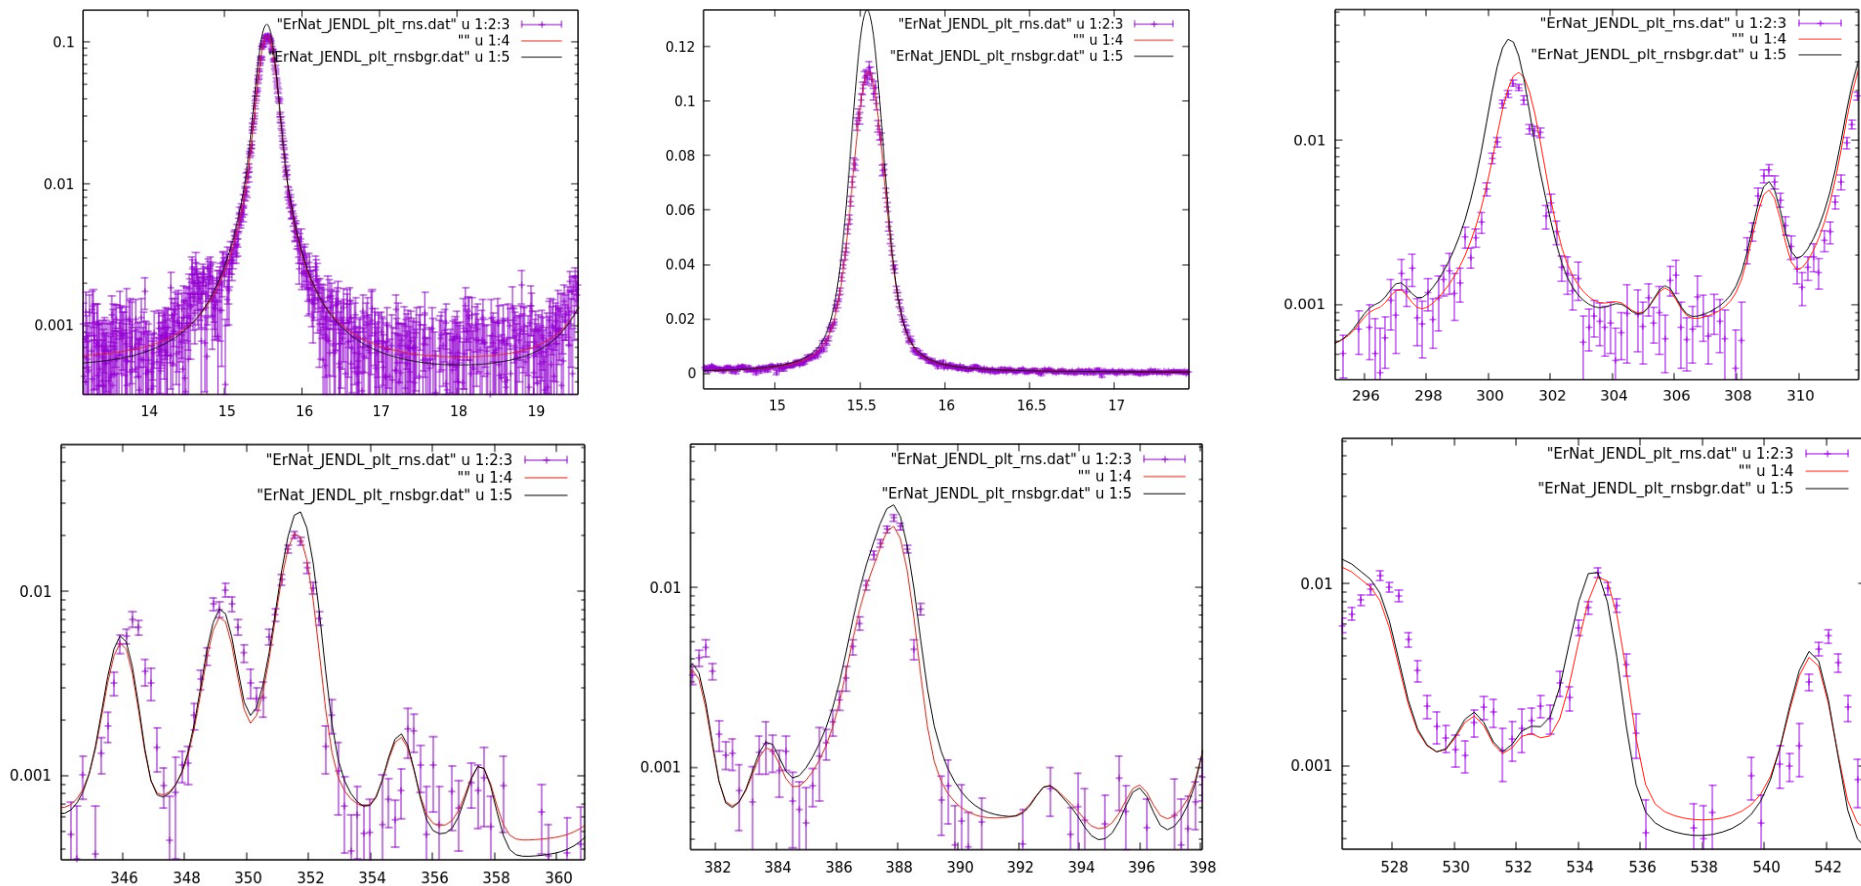 "ErNat_JENDL_plt_rns.dat" u 1:2:3
"" u 1:4
"ErNat_JENDL_plt_rnsbgr.dat" u 1:5
0.1
0.01
0.001
14 15 16 17 18 19
"ErNat_JENDL_plt_rns.dat" u 1:2:3
"" u 1:4
"ErNat_JENDL_plt_rnsbgr.dat" u 1:5
0.12
0.1
0.08
0.06
0.04
0.02
0
15 15.5 16 16.5 17
"ErNat_JENDL_plt_rns.dat" u 1:2:3
"" u 1:4
"ErNat_JENDL_plt_rnsbgr.dat" u 1:5
0.01
0.001
296 298 300 302 304 306 308 310
"ErNat_JENDL_plt_rns.dat" u 1:2:3
"" u 1:4
"ErNat_JENDL_plt_rnsbgr.dat" u 1:5
0.01
0.001
346 348 350 352 354 356 358 360
"ErNat_JENDL_plt_rns.dat" u 1:2:3
"" u 1:4
"ErNat_JENDL_plt_rnsbgr.dat" u 1:5
0.01
0.001
382 384 386 388 390 392 394 396 398
"ErNat_JENDL_plt_rns.dat" u 1:2:3
"" u 1:4
"ErNat_JENDL_plt_rnsbgr.dat" u 1:5
0.01
0.001
528 530 532 534 536 538 540 542